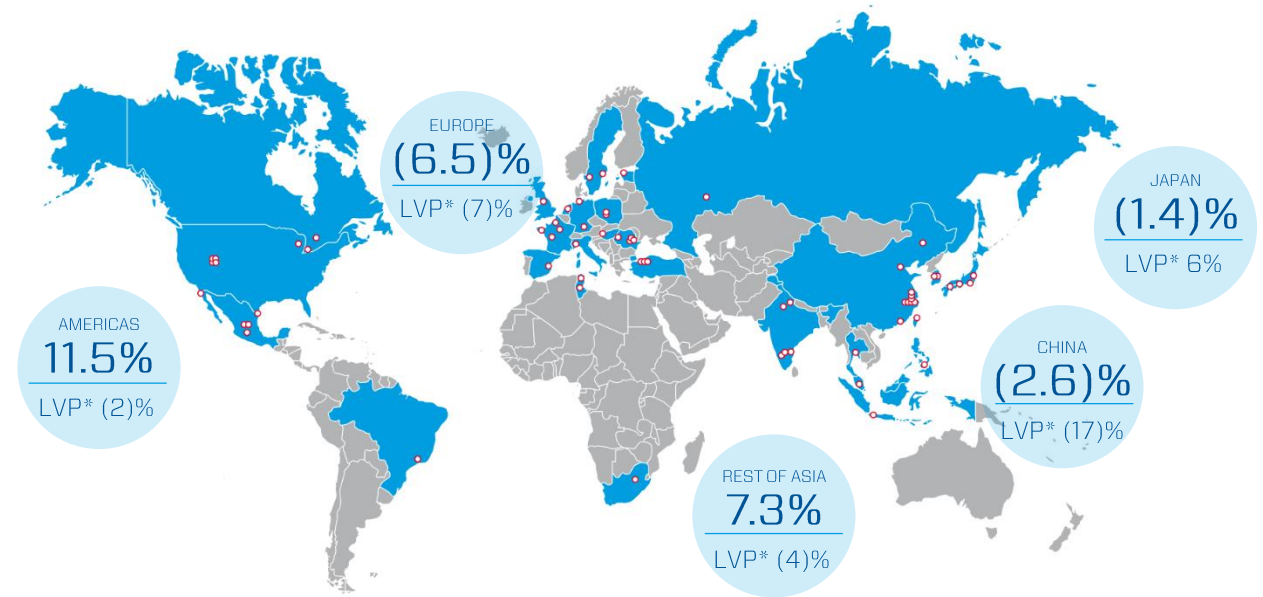 EUROPE
(6.5)%
LVP* (7)%
JAPAN
(1.4)%
LVP* 6%
AMERICAS
11.5%
LVP* (2)%
CHINA
(2.6)%
LVP* (17)%
REST OF ASIA
7.3%
LVP* (4)%